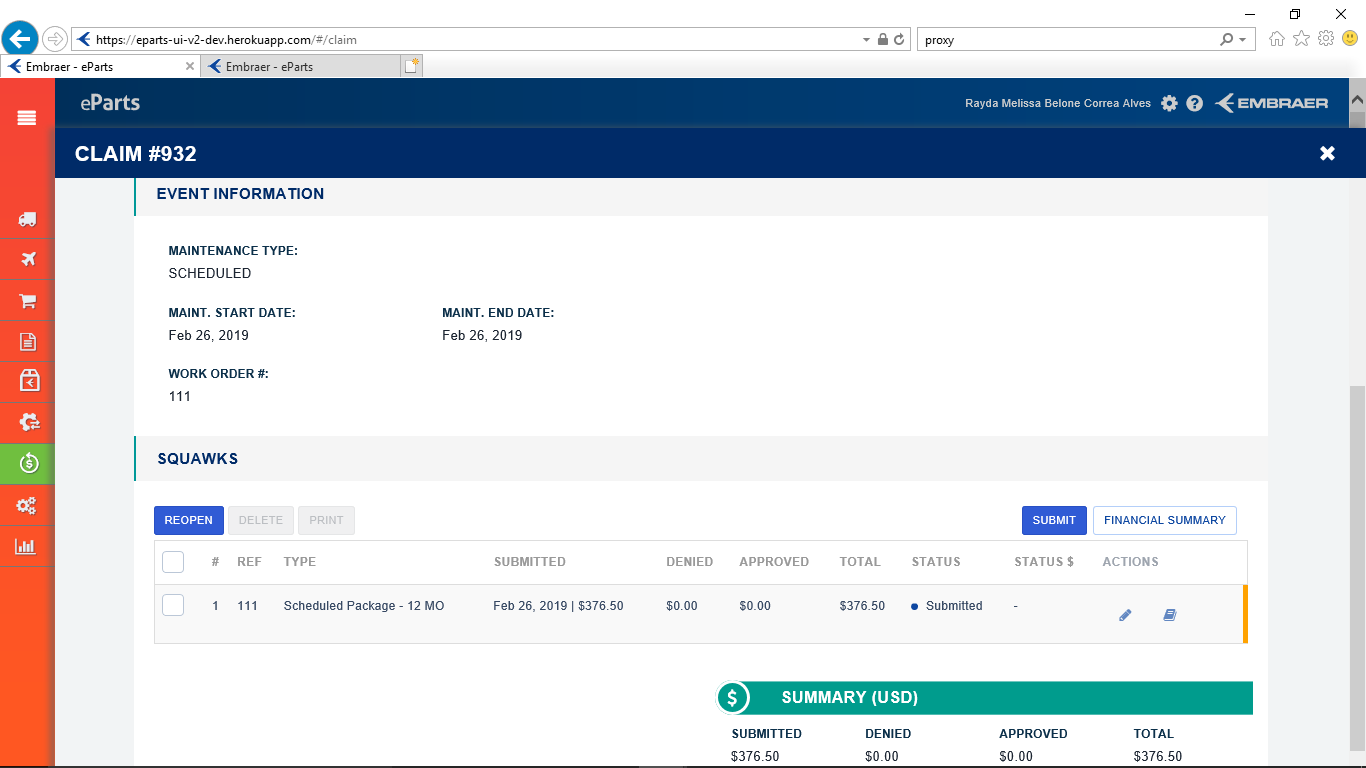 https://eparts-ui-v2-dev.herokuapp.com/#/claim
proxy
Embraer - eParts
Embraer - eParts
eParts
Rayda Melissa Belone Correa Alves
EMBRAER
CLAIM #932
EVENT INFORMATION
MAINTENANCE TYPE:
SCHEDULED
MAINT. START DATE: MAINT. END DATE:
Feb 26, 2019 Feb 26, 2019
WORK ORDER #:
111
SQUAWKS
REOPEN DELETE PRINT SUBMIT FINANCIAL SUMMARY
# REF TYPE SUBMITTED DENIED APPROVED TOTAL STATUS STATUS $ ACTIONS
1 111 Scheduled Package - 12 MO Feb 26, 2019 | $376.50 $0.00 $0.00 $376.50 Submitted -
$ SUMMARY (USD)
SUBMITTED DENIED APPROVED TOTAL
$376.50 $0.00 $0.00 $376.50